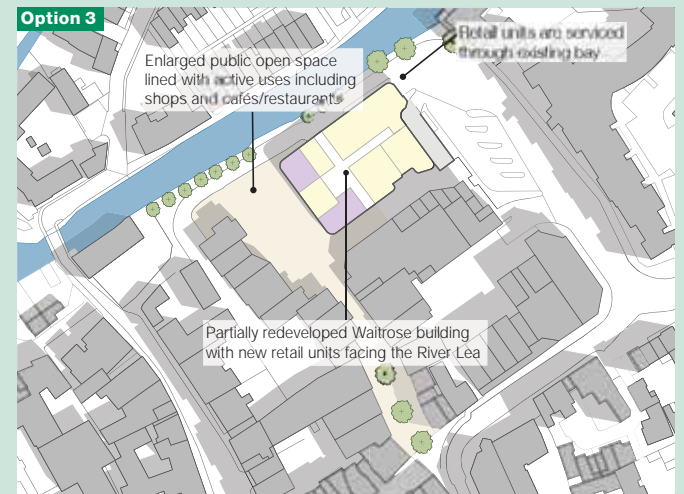 Option 3
Retail units are serviced
through existing bay
Enlarged public open space
lined with active uses including
shops and cafés/restaurants
Partially redeveloped Waitrose building
with new retail units facing the River Lea